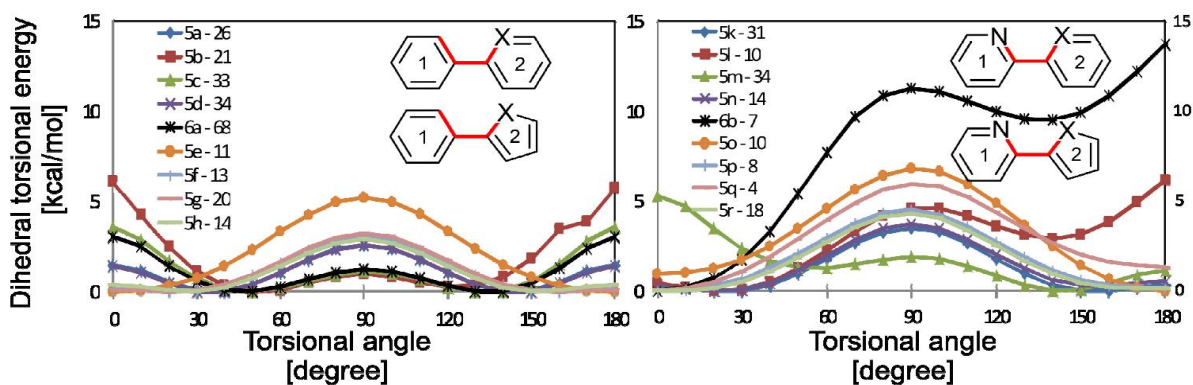 Dihedral torsional energy
[kcal/mol]
15
10
5
0
5a - 26
5b - 21
5c - 33
5d - 34
6a - 68
5e - 11
5f - 13
5g - 20
5h - 14
X
1
2
X
1
2
0
30
60
90
120
150
180
Torsional angle
[degree]
15
10
5
0
5k - 31
5l - 10
5m - 34
5n - 14
6b - 7
5o - 10
5p - 8
5q - 4
5r - 18
N
X
1
2
N
X
1
2
15
10
5
0
0
30
60
90
120
150
180
Torsional angle
[degree]